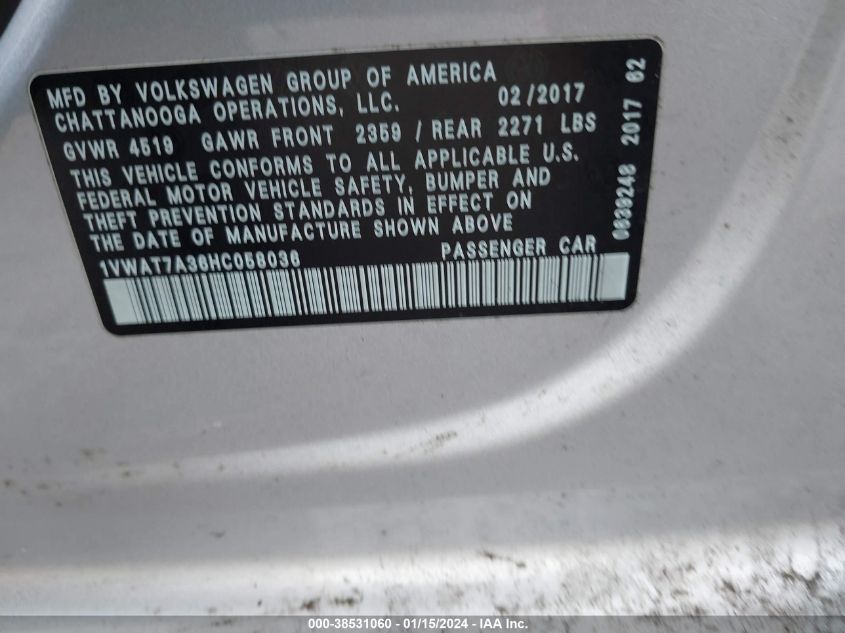 MFD BY VOLKSWAGEN GROUP OF AMERICA
CHATTANOOGA OPERATIONS, LLC. 02/2017
GVWR 4519 GAWR FRONT 2359 / REAR 2271 LBS
THIS VEHICLE CONFORMS TO ALL APPLICABLE U.S.
FEDERAL MOTOR VEHICLE SAFETY, BUMPER AND
THEFT PREVENTION STANDARDS IN EFFECT ON
THE DATE OF MANUFACTURE SHOWN ABOVE
1VWAT7A36HC058036 PASSENGER CAR
2017 62
000-38531060 - 01/15/2024 - IAA, Inc.